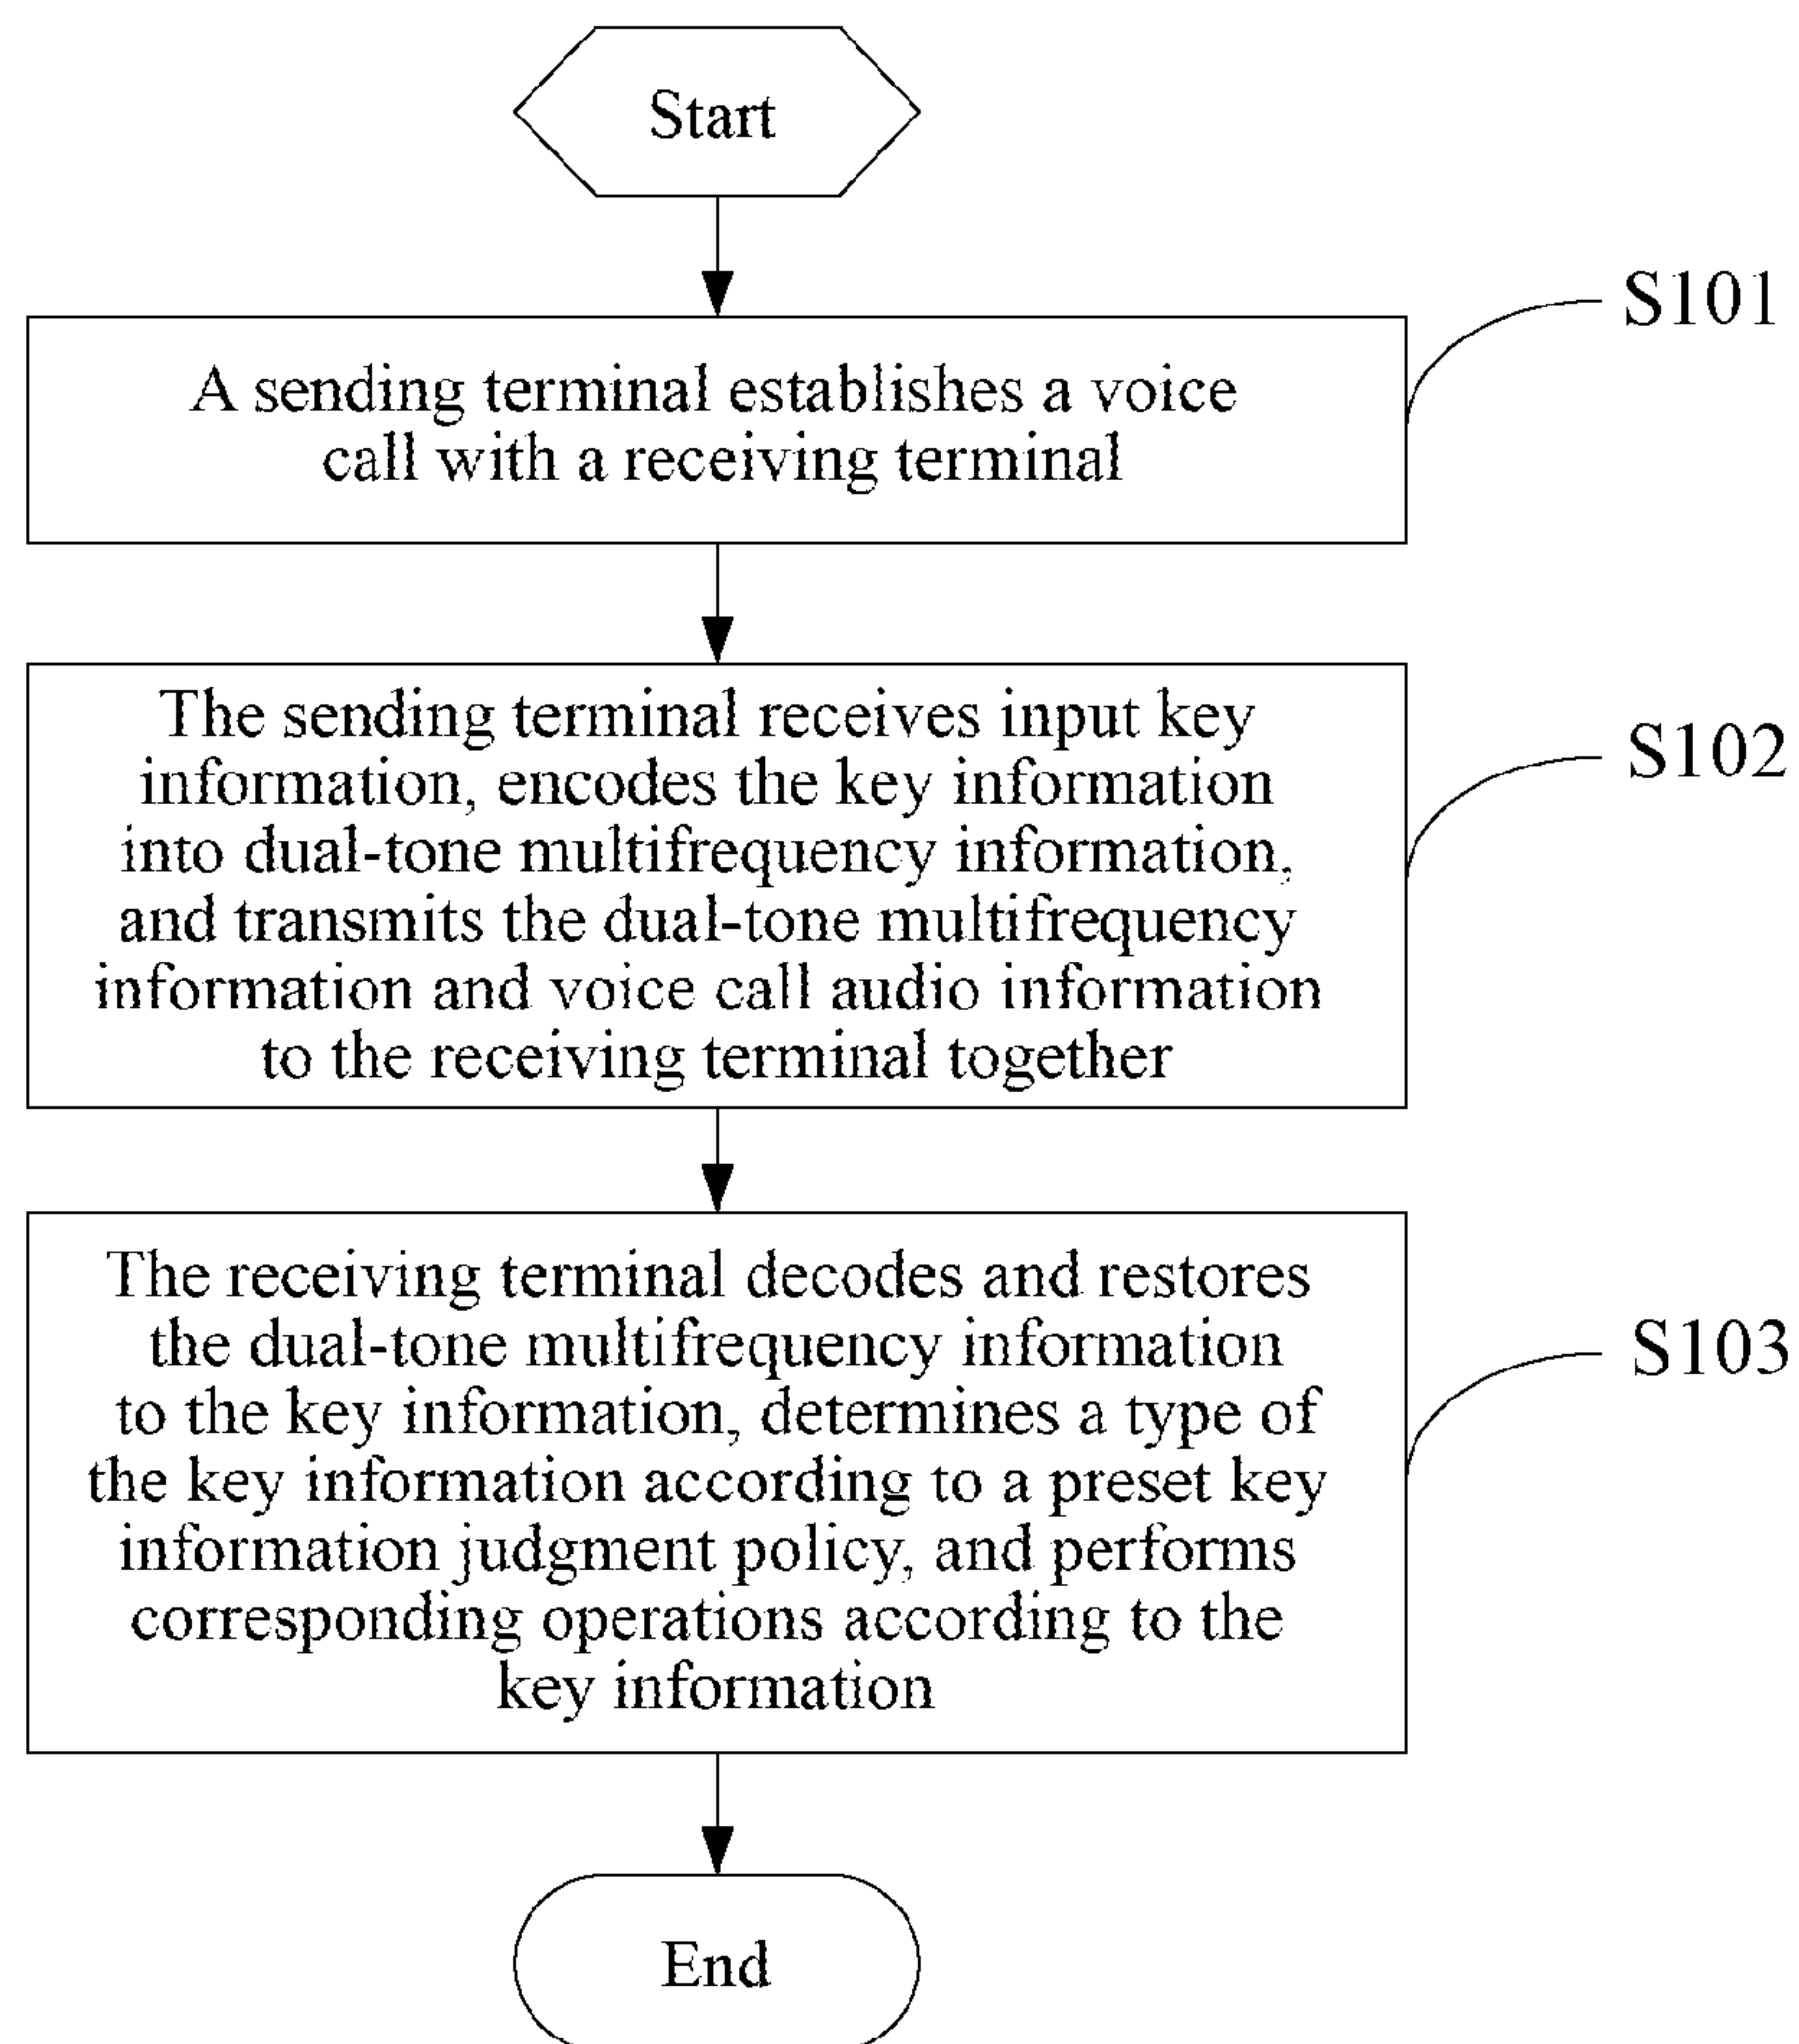 Start
S101
A sending terminal establishes a voice
call with a receiving terminal
The sending terminal receives input key
S102
information, encodes the key information
into dual-tone multifrequency information,
and transmits the dual-tone multifrequency
information and voice call audio information
to the receiving terminal together
The receiving terminal decodes and restores
S103
the dual-tone multifrequency information
to the key information, determines a type of
the key information according to a preset key
information judgment policy, and performs
corresponding operations according to the
key information
End